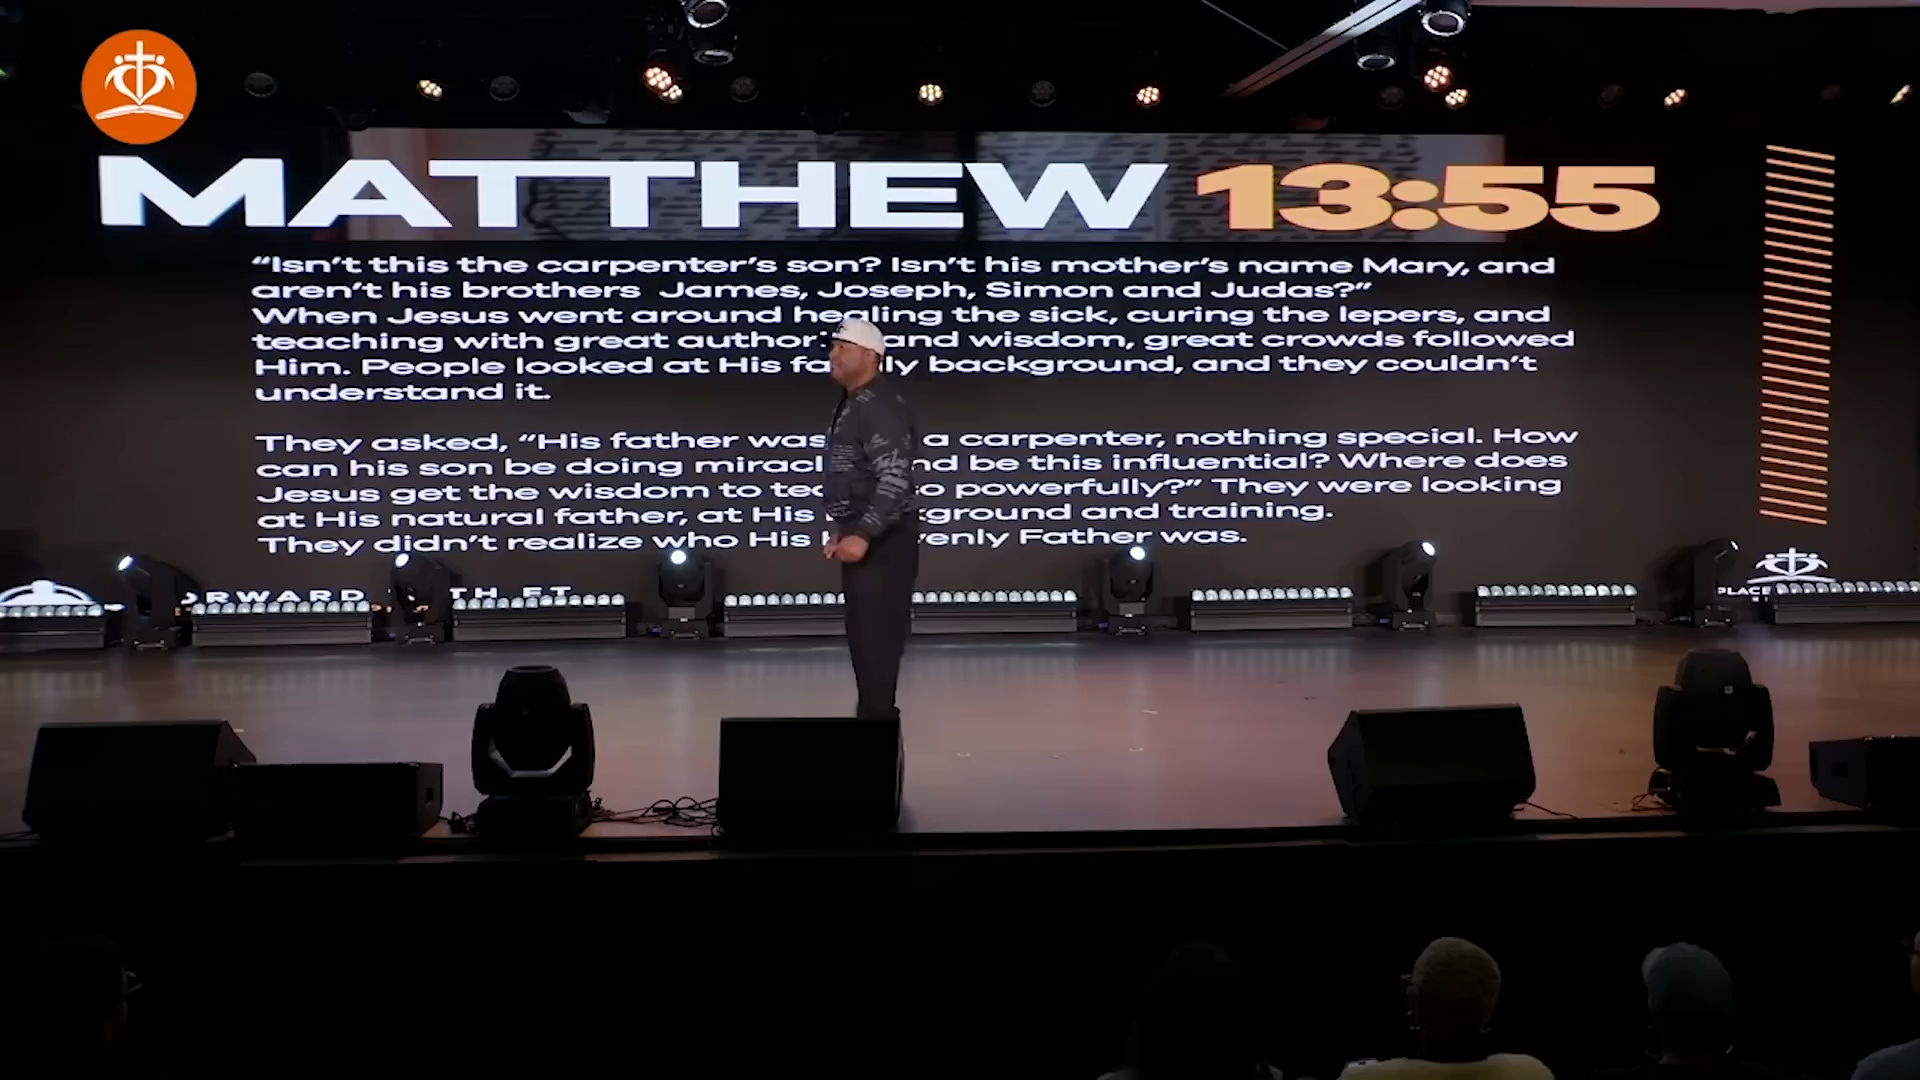 MATTHEW 13:55
“Isn’t this the carpenter’s son? Isn’t his mother’s name Mary, and
aren’t his brothers James, Joseph, Simon and Judas?”
When Jesus went around healing the sick, curing the lepers, and
teaching with great and wisdom, great crowds followed
Him. People looked at His background, and they couldn’t
understand it.
They asked, “His father was a carpenter, nothing special. How
can his son be doing be this influential? Where does
Jesus get the wisdom to powerfully?” They were looking
at His natural father, at His and training.
They didn’t realize who His Father was.